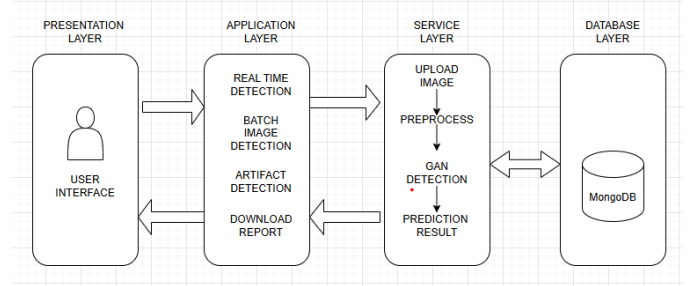 PRESENTATION
LAYER
APPLICATION
LAYER
SERVICE
LAYER
DATABASE
LAYER
USER
INTERFACE
REAL TIME
DETECTION
BATCH
IMAGE
DETECTION
ARTIFACT
DETECTION
DOWNLOAD
REPORT
UPLOAD
IMAGE
PREPROCESS
GAN
DETECTION
PREDICTION
RESULT
MongoDB